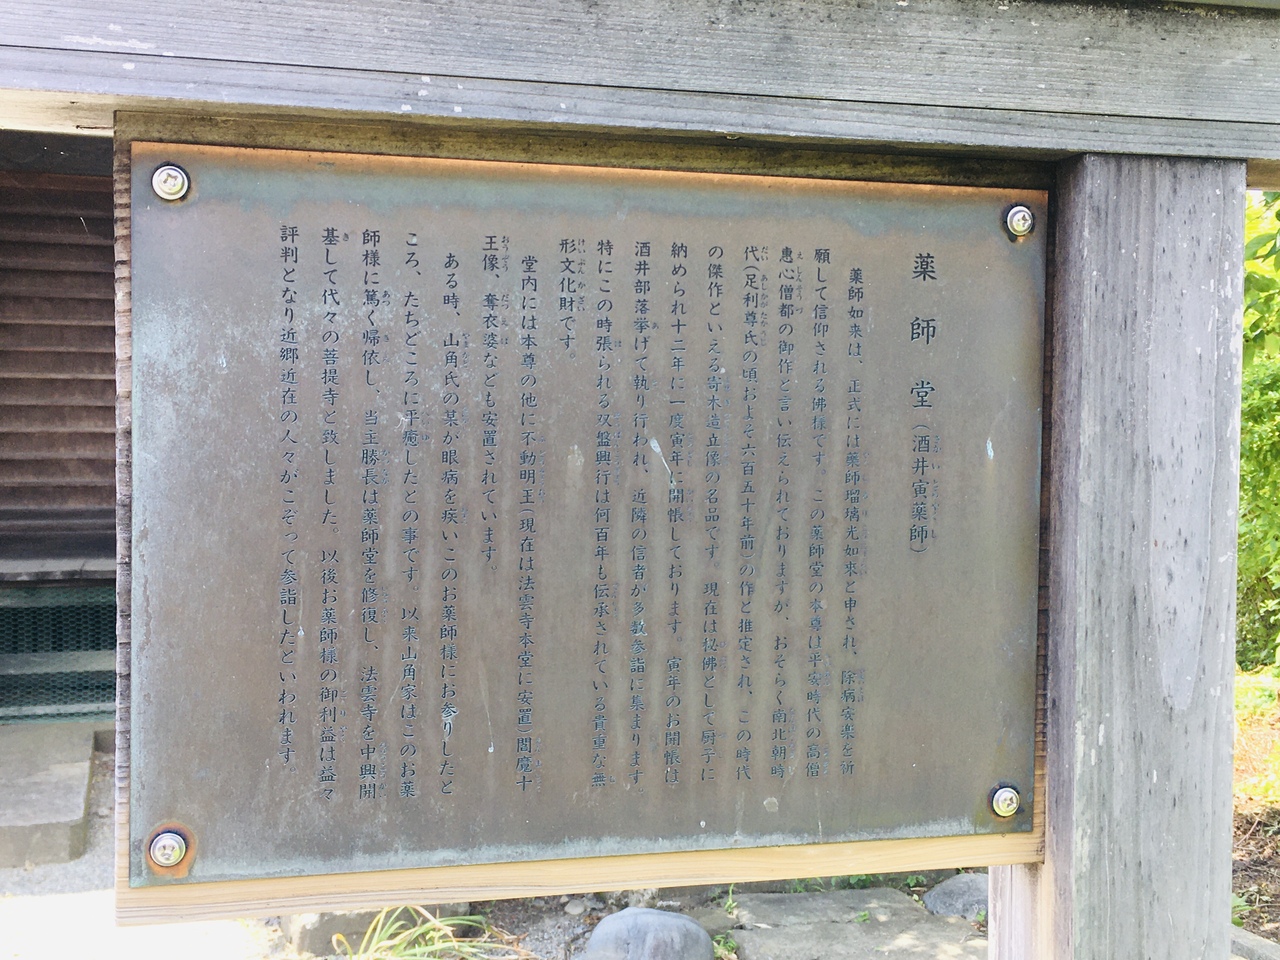 薬師堂(酒井寅薬師)
薬師如来は、正式には薬師瑠璃光如来と申され、除病安楽を祈
願して信仰される佛様です。この薬師堂の本尊は平安時代の高僧
恵心僧都の御作と言い伝えられておりますが、おそらく南北朝時
代(足利尊氏の頃およそ六百五十年前)の作と推定され、この時代
の傑作といえる寄木造立像の名品です。現在は秘佛として厨子に
納められ十二年に一度寅年に開帳しております。寅年のお開帳は
酒井部落挙げて執り行われ、近隣の信者が多数参詣に集まります。
特にこの時張られる双盤興行は何百年も伝承されている貴重な無
形文化財です。
堂内には本尊の他に不動明王(現在は法雲寺本堂に安置)閻魔十
王像、奪衣婆なども安置されています。
ある時、山角氏の某が眼病を疾いこのお薬師様にお参りしたと
ころ、たちどころに平癒したとの事です。以来山角家はこのお薬
師様に篤く帰依し、当主勝長は薬師堂を修復し、法雲寺を中興開
基して代々の菩提寺と致しました。以後お薬師様の御利益は益々
評判となり近郷近在の人々がこぞって参詣したといわれます。